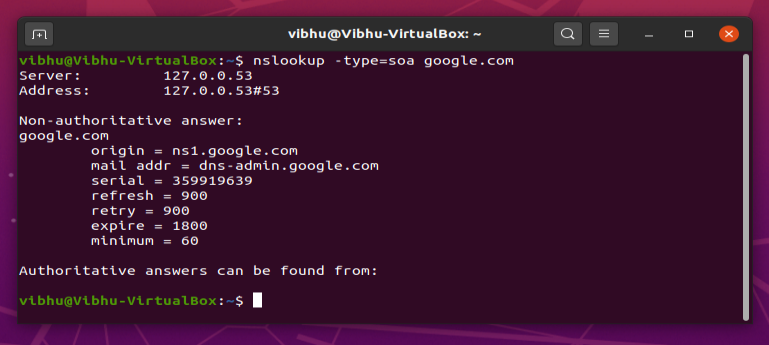 vibhu@Vibhu-VirtualBox: ~
vibhu@Vibhu-VirtualBox:~$ nslookup -type=soa google.com
Server:         127.0.0.53
Address:        127.0.0.53#53

Non-authoritative answer:
google.com
        origin = ns1.google.com
        mail addr = dns-admin.google.com
        serial = 359919639
        refresh = 900
        retry = 900
        expire = 1800
        minimum = 60

Authoritative answers can be found from:

vibhu@Vibhu-VirtualBox:~$